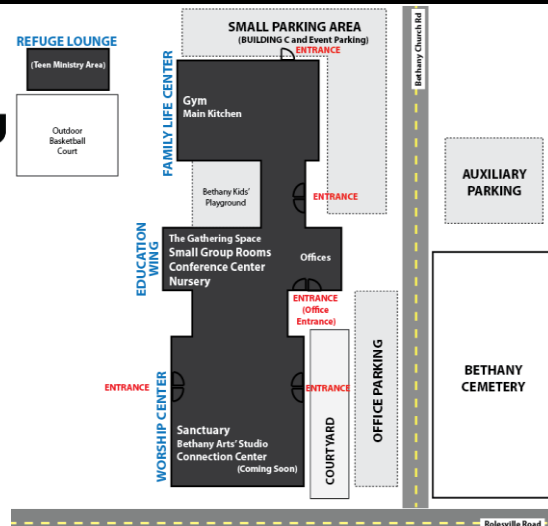 SMALL PARKING AREA
(BUILDING C and Event Parking)
ENTRANCE
Bethany Church Rd
REFUGE LOUNGE
(Teen Ministry Area)
Outdoor
Basketball
Court
FAMILY LIFE CENTER
Gym
Main Kitchen
AUXILIARY
PARKING
Bethany Kids'
Playground
ENTRANCE
EDUCATION
WING
The Gathering Space
Small Group Rooms
Conference Center
Nursery
Offices
ENTRANCE
(Office
Entrance)
BETHANY
CEMETERY
OFFICE PARKING
COURTYARD
WORSHIP CENTER
ENTRANCE
ENTRANCE
Sanctuary
Bethany Arts' Studio
Connection Center
(Coming Soon)
Rolesville Road